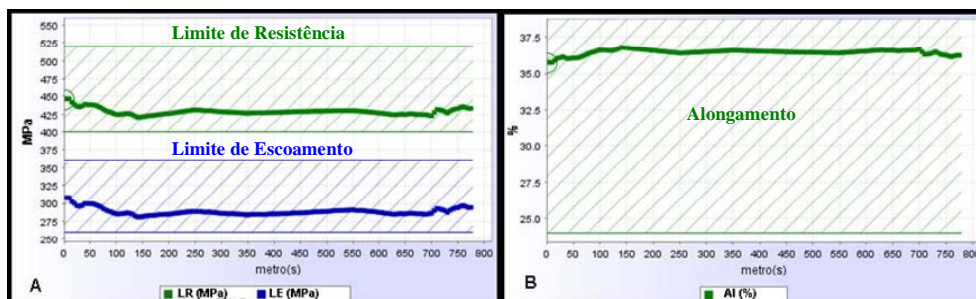 550
525
500
475
450
425
400
375
350
325
300
275
250
MPa
Limite de Resistência
Limite de Escoamento
0 50 100 150 200 250 300 350 400 450 500 550 600 650 700 750 800
metro(s)
A
LR (MPa) LE (MPa)
37.5
35.0
32.5
30.0
27.5
25.0
%
Alongamento
0 50 100 150 200 250 300 350 400 450 500 550 600 650 700 750 800
metro(s)
B
Al (%)